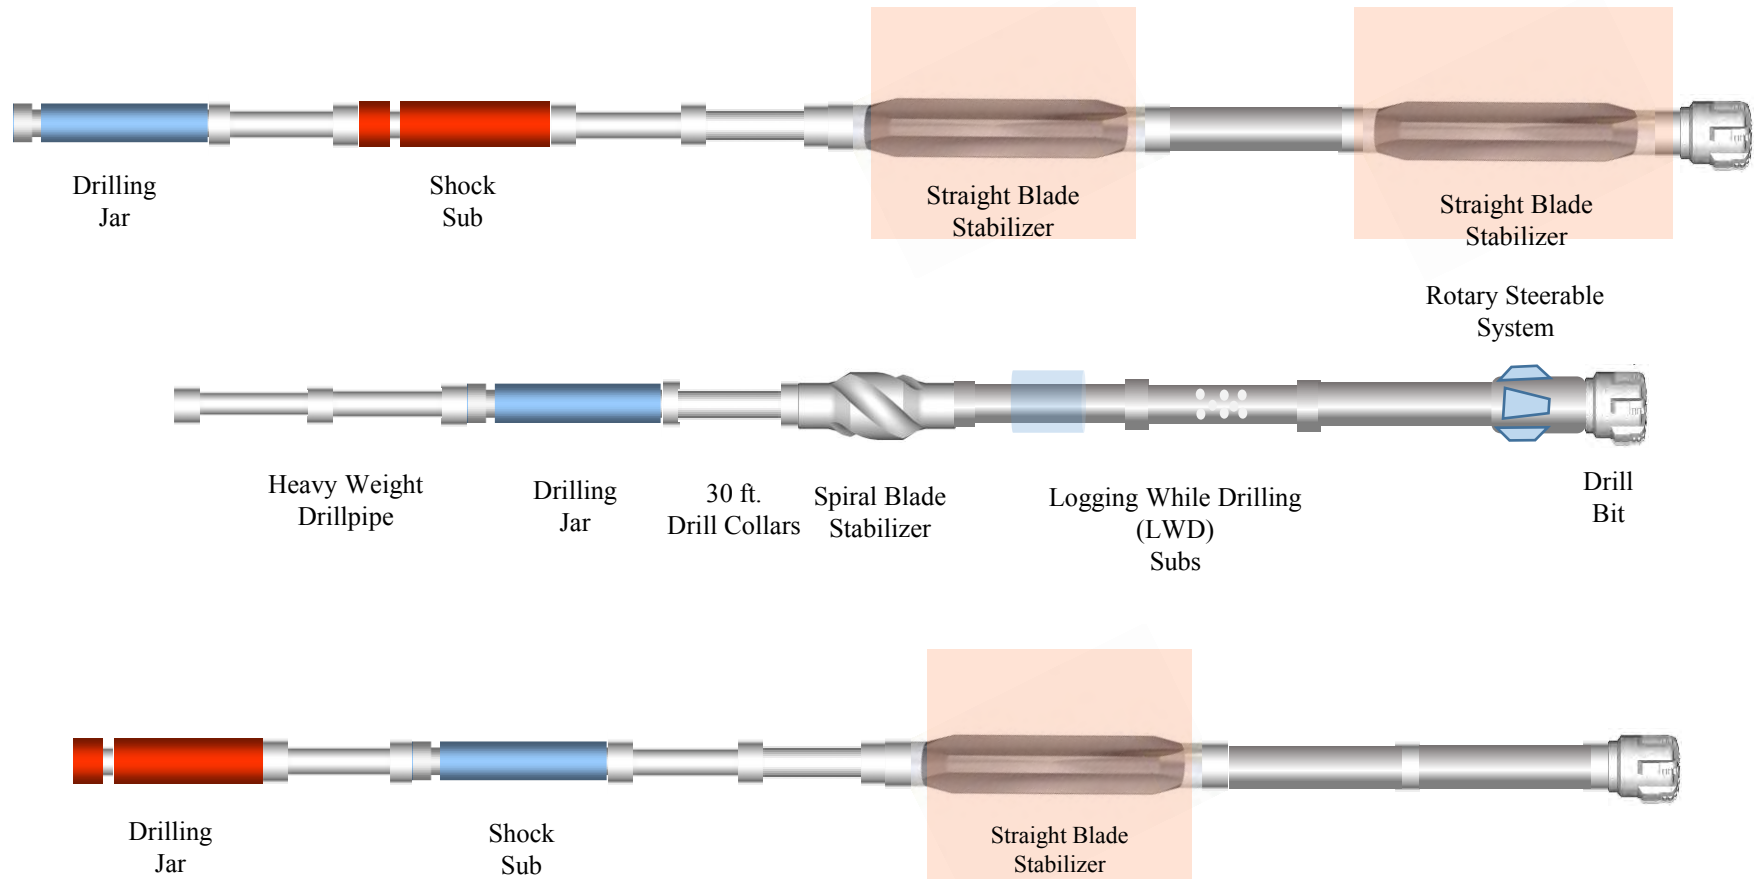 Drilling
Jar
Shock
Sub
Straight Blade
Stabilizer
Straight Blade
Stabilizer
Rotary Steerable
System
Heavy Weight
Drillpipe
Drilling
Jar
30 ft.
Drill Collars
Spiral Blade
Stabilizer
Logging While Drilling
(LWD)
Subs
Drill
Bit
Drilling
Jar
Shock
Sub
Straight Blade
Stabilizer